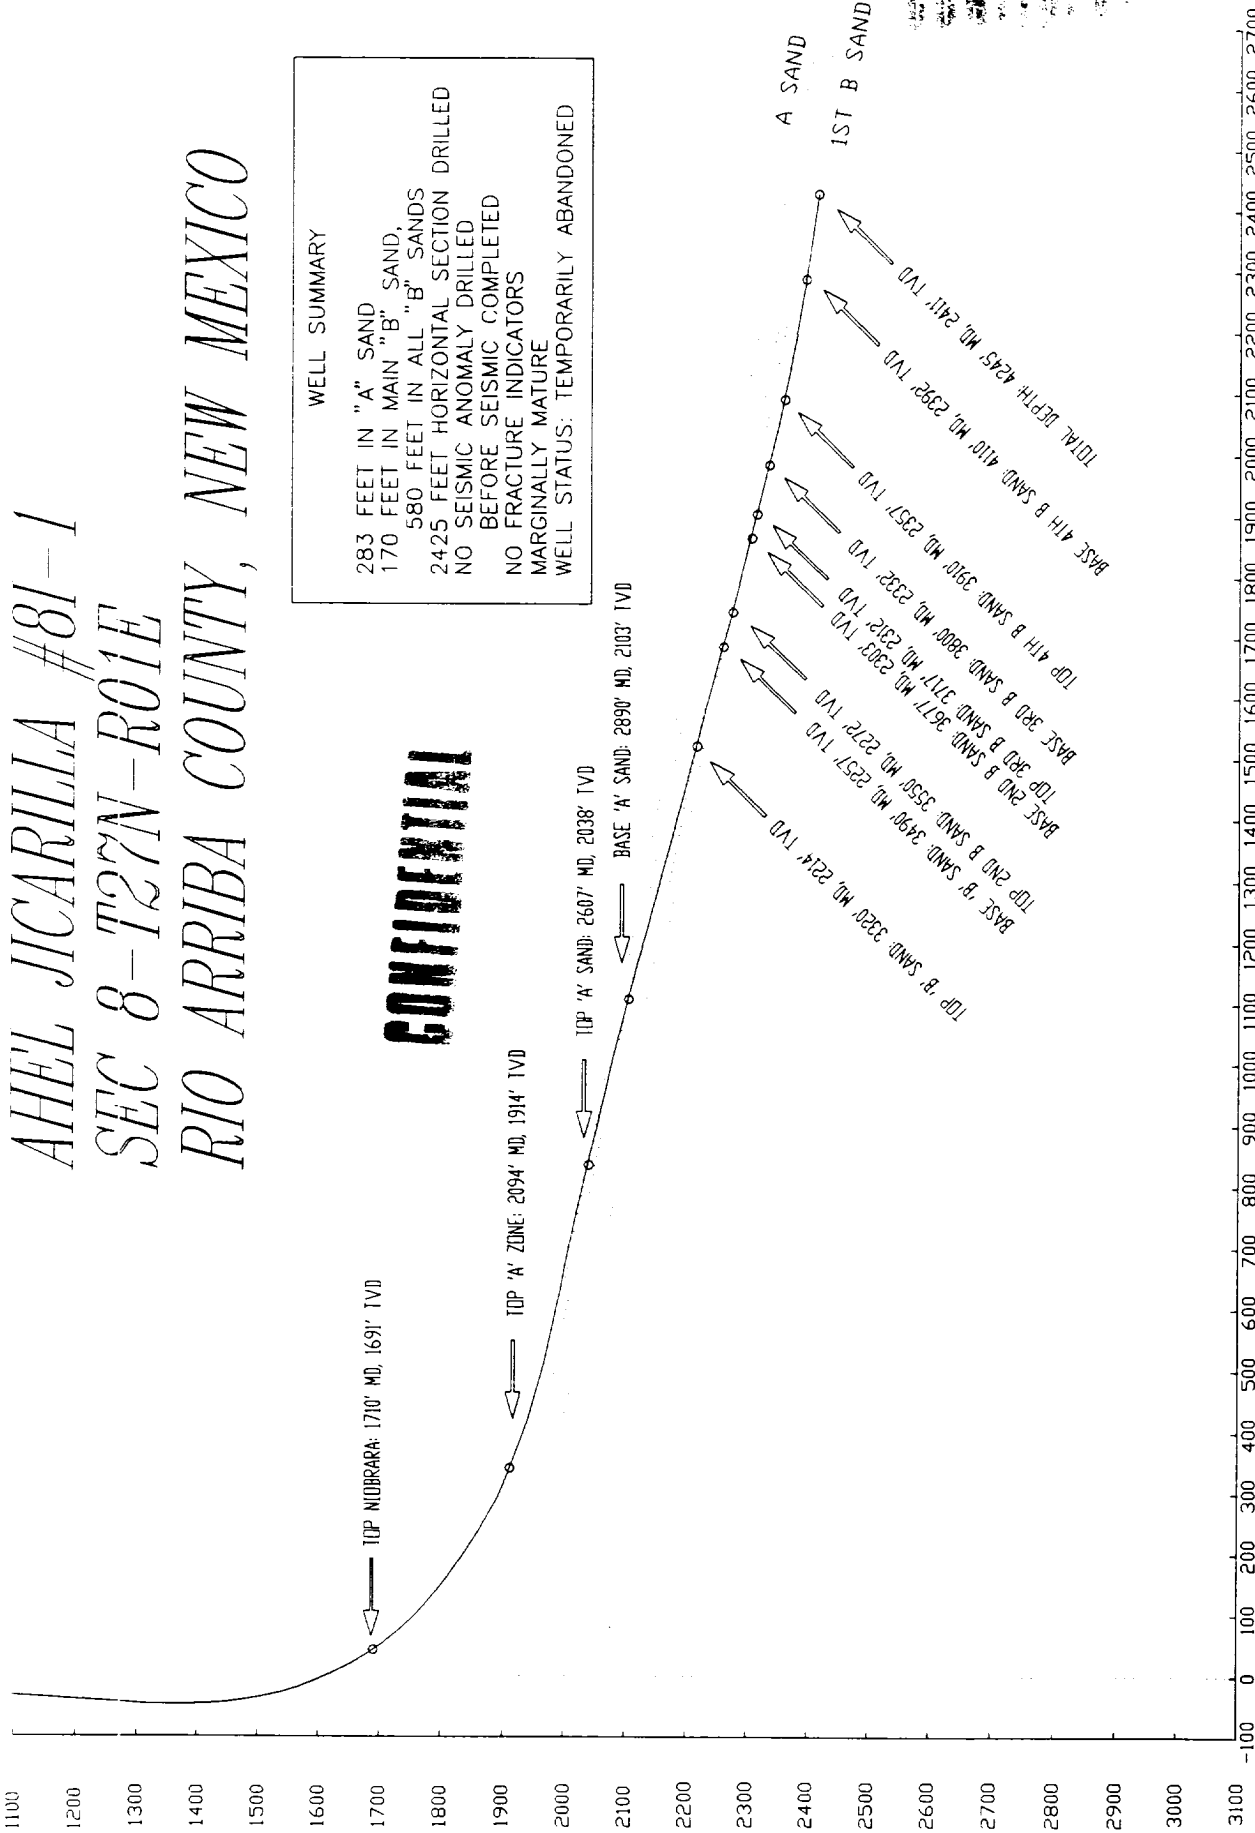 AHEL JICARILLA #8I-1
SEC 8-T27N-R01E
RIO ARRIBA COUNTY, NEW MEXICO
WELL SUMMARY
283 FEET IN "A" SAND
170 FEET IN MAIN "B" SAND,
580 FEET IN ALL "B" SANDS
2425 FEET HORIZONTAL SECTION DRILLED
NO SEISMIC ANOMALY DRILLED
BEFORE SEISMIC COMPLETED
NO FRACTURE INDICATORS
MARGINALLY MATURE
WELL STATUS: TEMPORARILY ABANDONED
CONFIDENTIAL
TOP NIOBRARA: 1710' MD, 1691' TVD
TOP 'A' ZONE: 2094' MD, 1914' TVD
TOP 'A' SAND: 2607' MD, 2038' TVD
BASE 'A' SAND: 2890' MD, 2103' TVD
TOP 'B' SAND: 3320' MD, 2214' TVD
BASE 'B' SAND: 3490' MD, 2257' TVD
TOP 2ND B SAND: 3550' MD, 2272' TVD
BASE 2ND B SAND: 3677' MD, 2303' TVD
TOP 3RD B SAND: 3717' MD, 2312' TVD
BASE 3RD B SAND: 3800' MD, 2332' TVD
TOP 4TH B SAND: 3910' MD, 2357' TVD
BASE 4TH B SAND: 4110' MD, 2392' TVD
TOTAL DEPTH: 4245' MD, 2411' TVD
A SAND
1ST B SAND
1100
1200
1300
1400
1500
1600
1700
1800
1900
2000
2100
2200
2300
2400
2500
2600
2700
2800
2900
3000
3100
-100 0 100 200 300 400 500 600 700 800 900 1000 1100 1200 1300 1400 1500 1600 1700 1800 1900 2000 2100 2200 2300 2400 2500 2600 2700